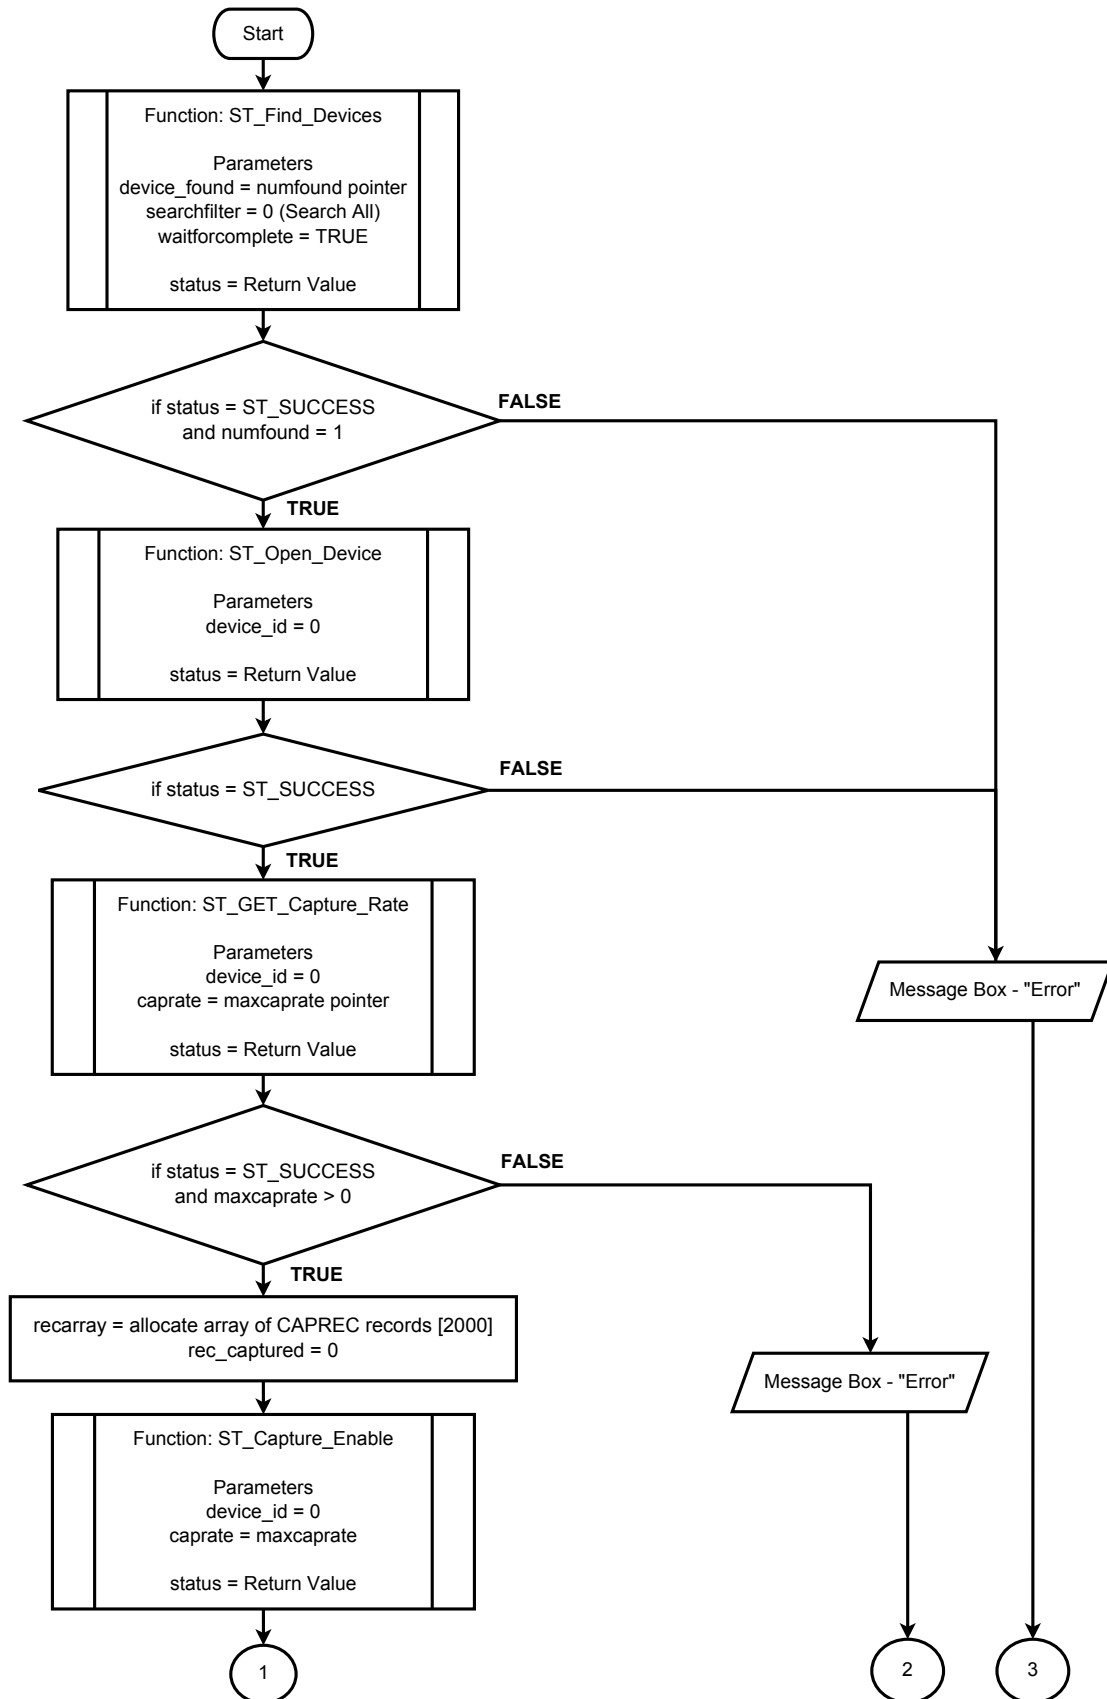 Start
Function: ST_Find_Devices
Parameters
device_found = numfound pointer
searchfilter = 0 (Search All)
waitforcomplete = TRUE
status = Return Value
if status = ST_SUCCESS
and numfound = 1
FALSE
TRUE
Function: ST_Open_Device
Parameters
device_id = 0
status = Return Value
if status = ST_SUCCESS
FALSE
TRUE
Function: ST_GET_Capture_Rate
Parameters
device_id = 0
caprate = maxcaprate pointer
status = Return Value
Message Box - "Error"
if status = ST_SUCCESS
and maxcaprate > 0
FALSE
TRUE
recarray = allocate array of CAPREC records [2000]
rec_captured = 0
Message Box - "Error"
Function: ST_Capture_Enable
Parameters
device_id = 0
caprate = maxcaprate
status = Return Value
1
2
3